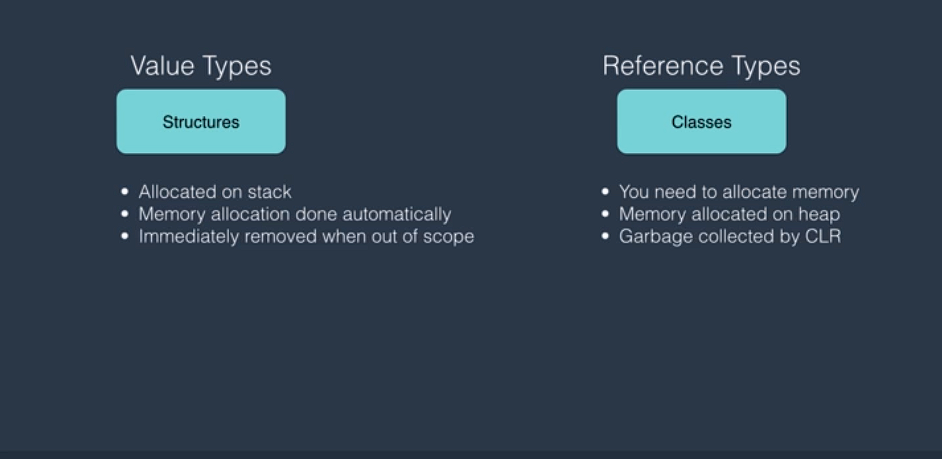 Value Types
Structures
• Allocated on stack
• Memory allocation done automatically
• Immediately removed when out of scope
Reference Types
Classes
• You need to allocate memory
• Memory allocated on heap
• Garbage collected by CLR